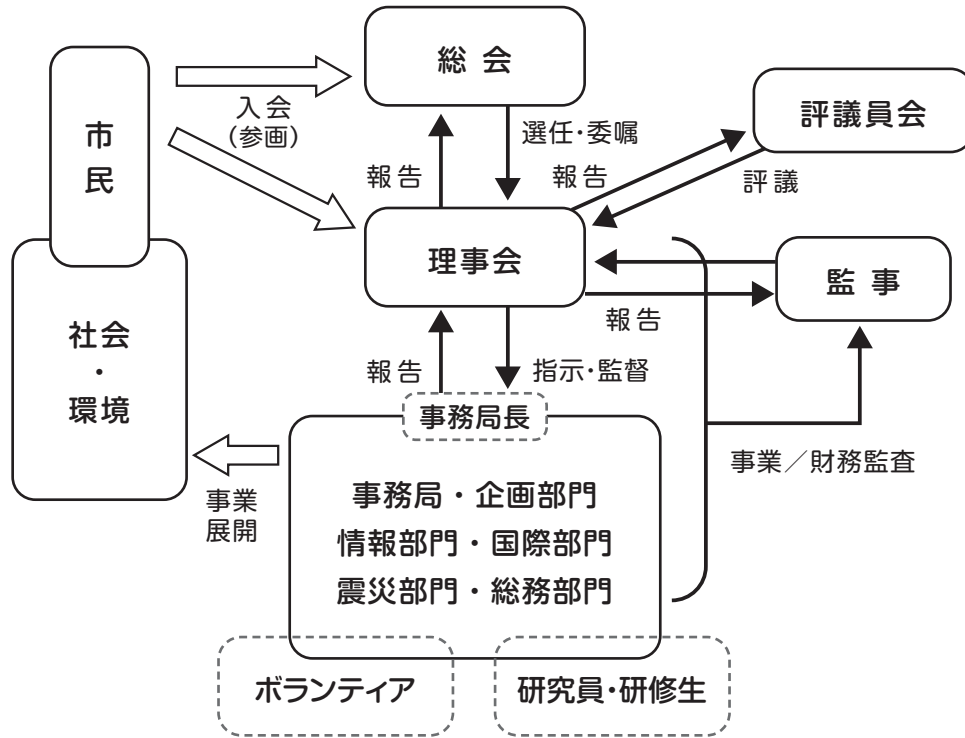 総会
市民
入会
(参画)
評議員会
選任・委嘱
報告
報告
評議
理事会
監事
社会
・
環境
報告
報告
指示・監督
事務局長
事業／財務監査
事業
展開
事務局・企画部門
情報部門・国際部門
震災部門・総務部門
ボランティア
研究員・研修生